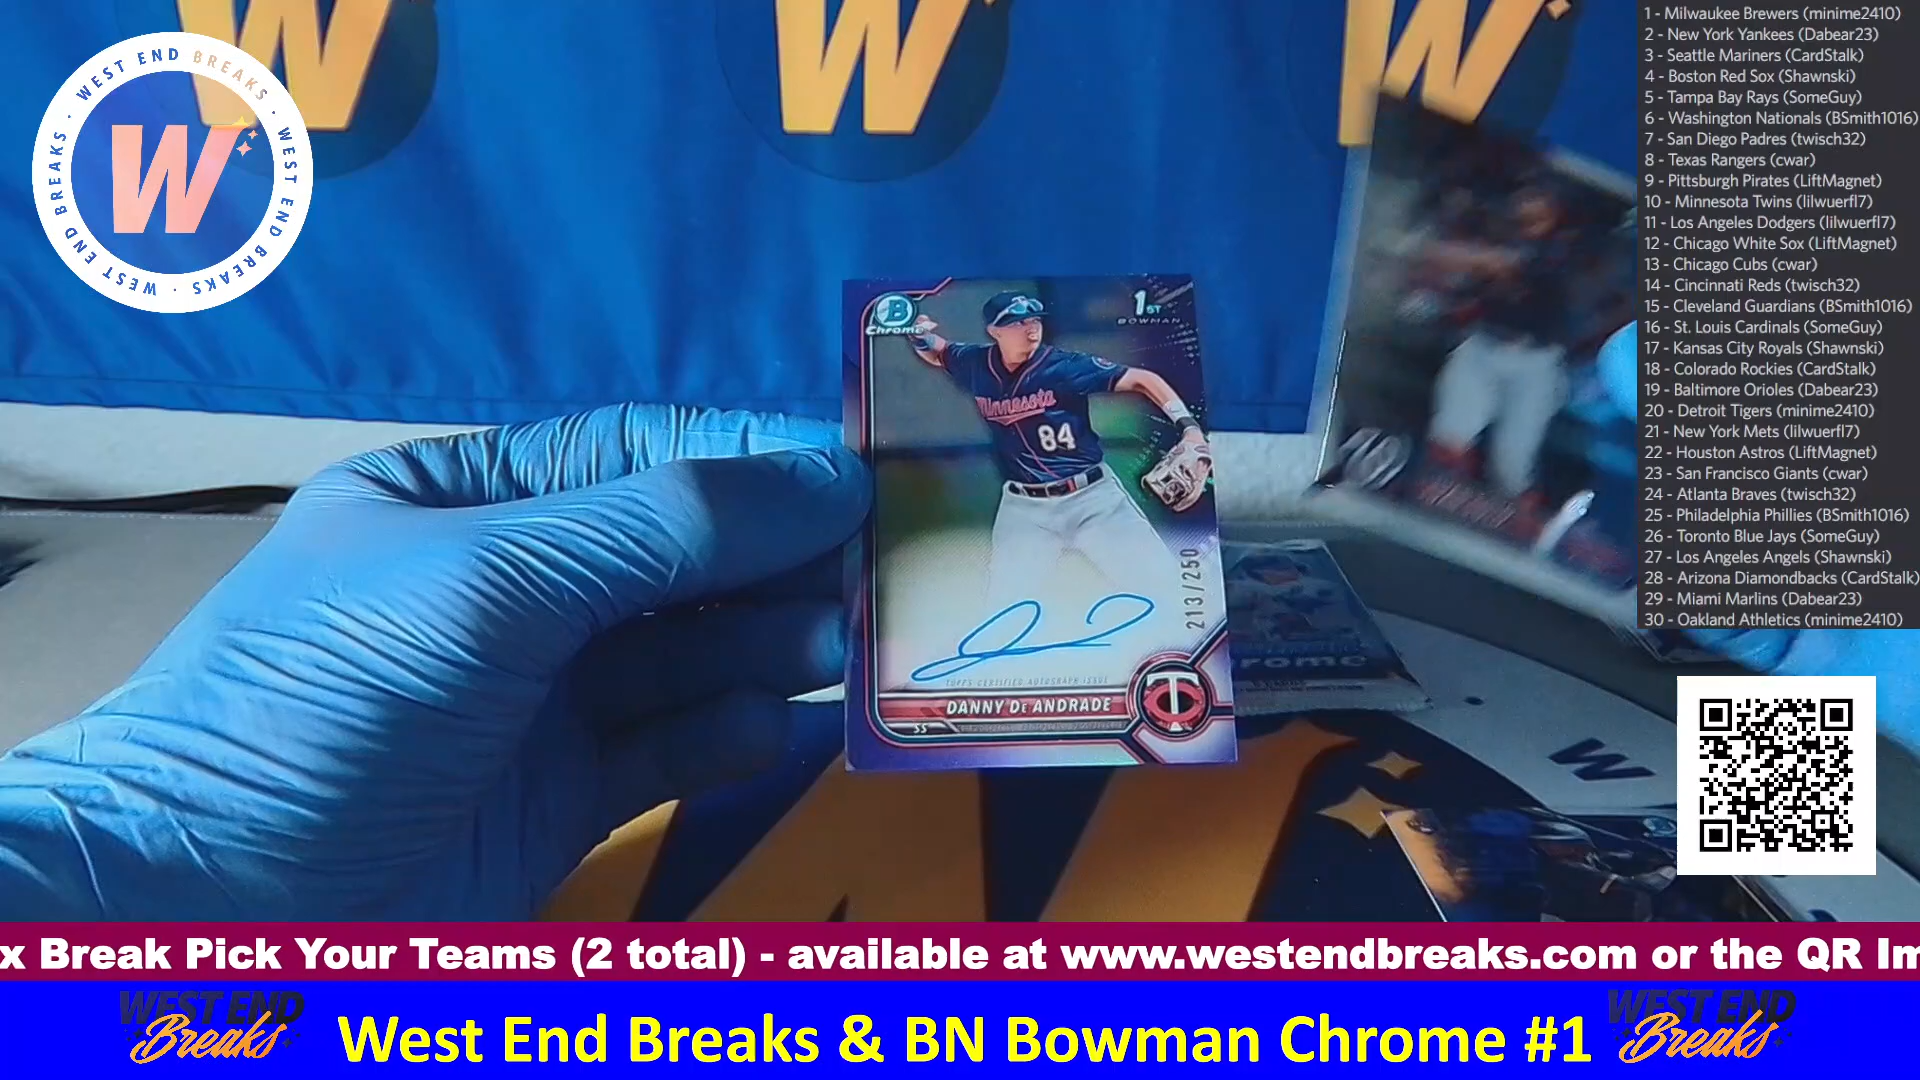 WEST END BREAKS · WEST END BREAKS · WEST END BREAKS ·
W
W
W
W
1 - Milwaukee Brewers (minime2410)
2 - New York Yankees (Dabear23)
3 - Seattle Mariners (CardStalk)
4 - Boston Red Sox (Shawnski)
5 - Tampa Bay Rays (SomeGuy)
6 - Washington Nationals (BSmith1016)
7 - San Diego Padres (twisch32)
8 - Texas Rangers (cwar)
9 - Pittsburgh Pirates (LiftMagnet)
10 - Minnesota Twins (lilwuerfl7)
11 - Los Angeles Dodgers (lilwuerfl7)
12 - Chicago White Sox (LiftMagnet)
13 - Chicago Cubs (cwar)
14 - Cincinnati Reds (twisch32)
15 - Cleveland Guardians (BSmith1016)
16 - St. Louis Cardinals (SomeGuy)
17 - Kansas City Royals (Shawnski)
18 - Colorado Rockies (CardStalk)
19 - Baltimore Orioles (Dabear23)
20 - Detroit Tigers (minime2410)
21 - New York Mets (lilwuerfl7)
22 - Houston Astros (LiftMagnet)
23 - San Francisco Giants (cwar)
24 - Atlanta Braves (twisch32)
25 - Philadelphia Phillies (BSmith1016)
26 - Toronto Blue Jays (SomeGuy)
27 - Los Angeles Angels (Shawnski)
28 - Arizona Diamondbacks (CardStalk)
29 - Miami Marlins (Dabear23)
30 - Oakland Athletics (minime2410)
B
Chrome
1ST
BOWMAN
Minnesota
84
213/250
TOPPS CERTIFIED AUTOGRAPH ISSUE
DANNY De ANDRADE
SS
TC
W
x Break Pick Your Teams (2 total) - available at www.westendbreaks.com or the QR Im
WEST END
Breaks
West End Breaks & BN Bowman Chrome #1
WEST END
Breaks